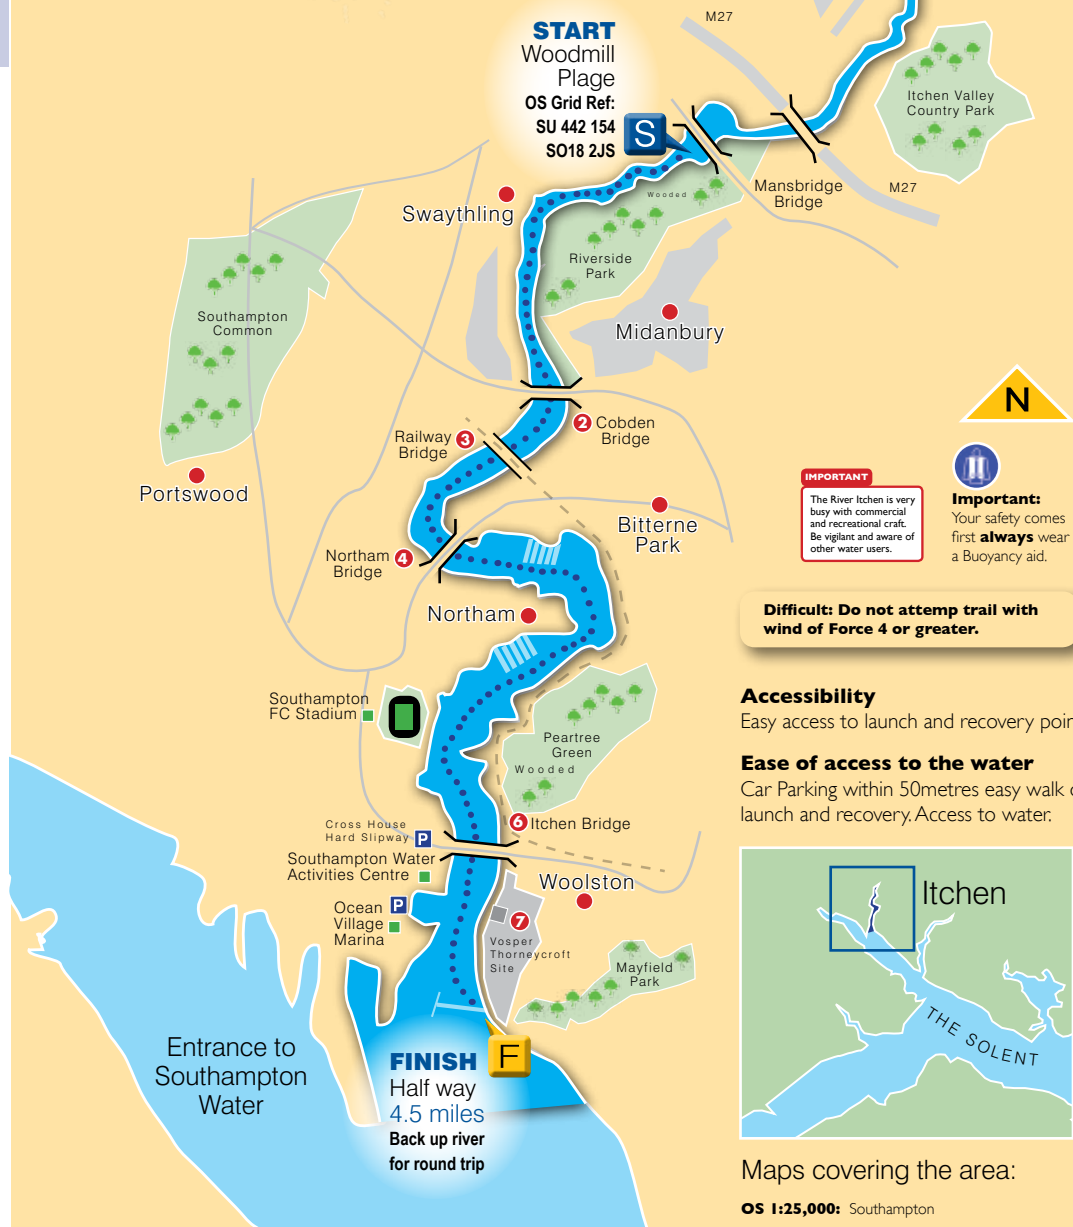 M27
START
Woodmill
Plage
OS Grid Ref:
SU 442 154
SO18 2JS
S
Itchen Valley
Country Park
Mansbridge
Bridge
M27
Wooded
Swaythling
Riverside
Park
Southampton
Common
Midanbury
N
2 Cobden
Bridge
Railway 3
Bridge
Portswood
IMPORTANT
The River Itchen is very
busy with commercial
and recreational craft.
Be vigilant and aware of
other water users.
Important:
Your safety comes
first always wear
a Buoyancy aid.
Bitterne
Park
Northam 4
Bridge
Northam
Difficult: Do not attemp trail with
wind of Force 4 or greater.
Southampton
FC Stadium
Accessibility
Easy access to launch and recovery poin
Peartree
Green
Wooded
Ease of access to the water
Car Parking within 50metres easy walk
launch and recovery. Access to water.
6 Itchen Bridge
Cross House
Hard Slipway P
Southampton Water
Activities Centre
Woolston
Ocean P
Village
Marina
7
Vosper
Thorneycroft
Site
Mayfield
Park
Itchen
THE SOLENT
Entrance to
Southampton
Water
FINISH
F
Half way
4.5 miles
Back up river
for round trip
Maps covering the area:
OS 1:25,000: Southampton